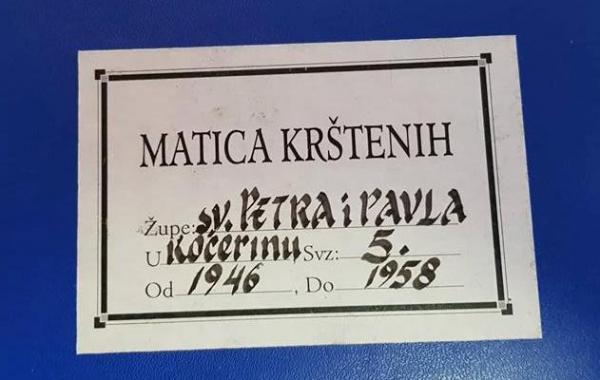 MATICA KRŠTENIH
Župe: SV. PETRA i PAVLA
U KOČERINU Svz: 5.
Od 1946, Do 1958